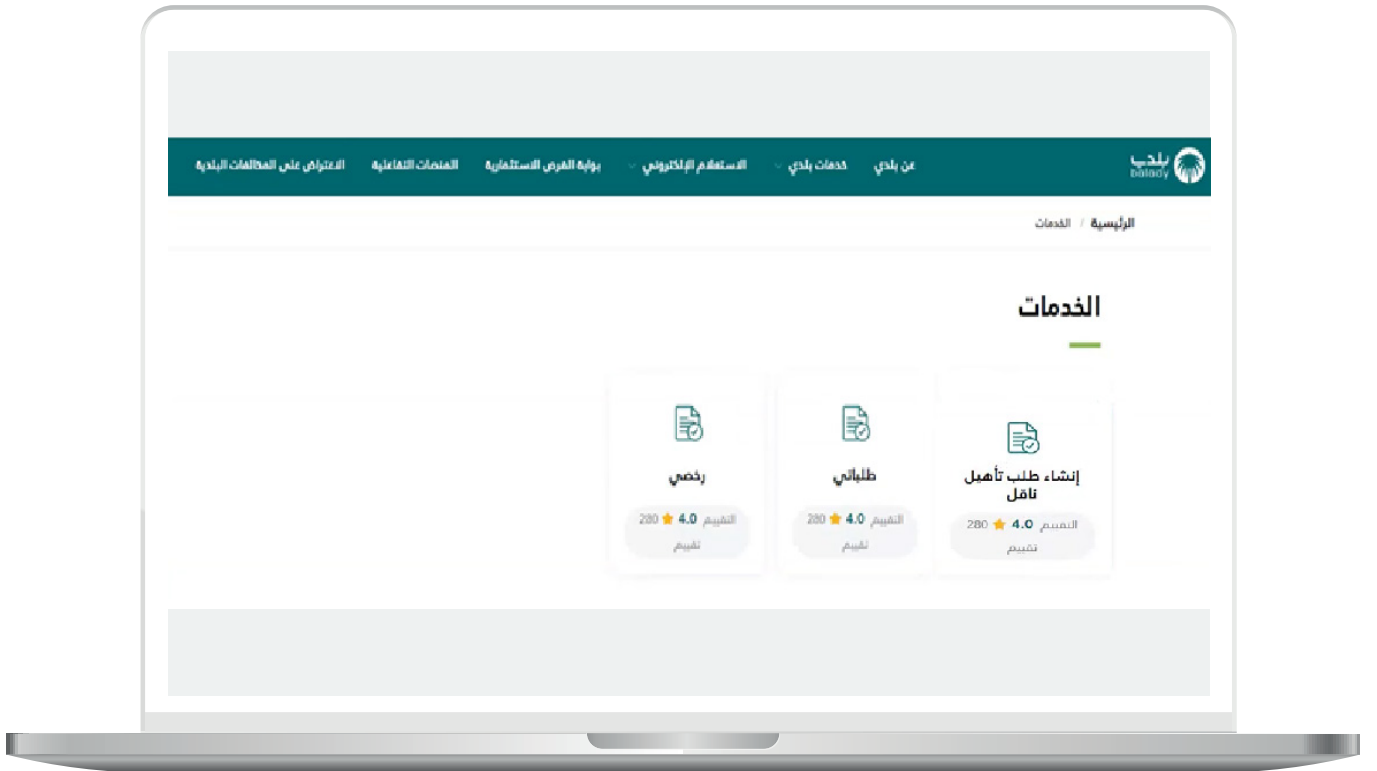 بلدي
balady
عن بلدي
خدمات بلدي
الاستعلام الإلكتروني
بوابة الفرص الاستثمارية
المنصات التفاعلية
الاعتراض على المخالفات البلدية
الرئيسية / الخدمات
الخدمات
إنشاء طلب تأهيل
ناقل
التقييم 4.0 280
تقييم
طلباتي
التقييم 4.0 280
تقييم
رخصي
التقييم 4.0 280
تقييم